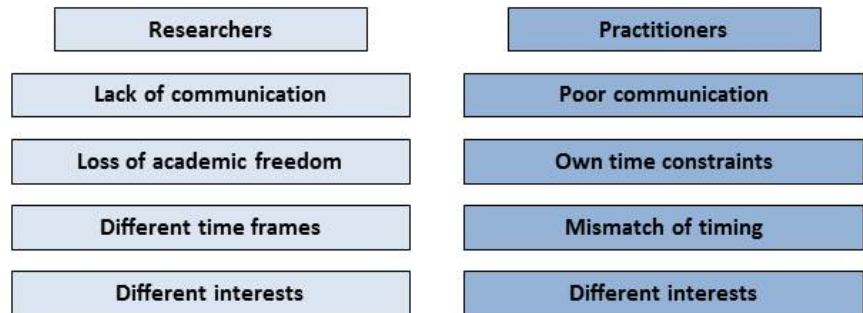 Researchers
Practitioners
Lack of communication
Poor communication
Loss of academic freedom
Own time constraints
Different time frames
Mismatch of timing
Different interests
Different interests